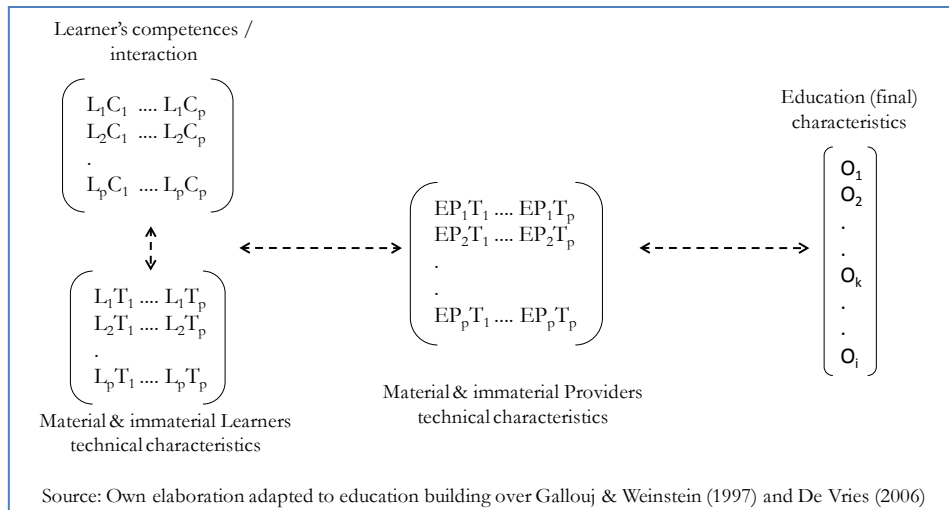 Learner's competences /
interaction
L₁C₁ .... L₁Cₚ
L₂C₁ .... L₂Cₚ
.
LₚC₁ .... LₚCₚ
L₁T₁ .... L₁Tₚ
L₂T₁ .... L₂Tₚ
.
LₚT₁ .... LₚTₚ
Material & immaterial Learners
technical characteristics
EP₁T₁ .... EP₁Tₚ
EP₂T₁ .... EP₂Tₚ
.
.
EPₚT₁ .... EPₚTₚ
Material & immaterial Providers
technical characteristics
Education (final)
characteristics
O₁
O₂
.
.
Oₖ
.
.
Oᵢ
Source: Own elaboration adapted to education building over Gallouj & Weinstein (1997) and De Vries (2006)